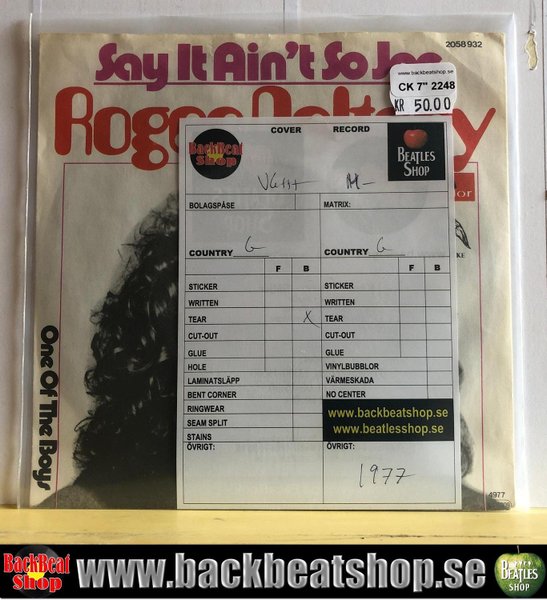 2058 932
Say It Ain't So Joe
www.backbeatshop.se
CK 7" 2248
KR 50.00
Roger
COVER RECORD
BackBeat Shop
BEATLES SHOP
VG++ M-
BOLAGSPÅSE MATRIX:
COUNTRY G COUNTRY G
F B F B
STICKER STICKER
WRITTEN WRITTEN
TEAR X TEAR
CUT-OUT CUT-OUT
GLUE GLUE
HOLE VINYLBUBBLOR
LAMINATSLÄPP VÄRMESKADA
BENT CORNER NO CENTER
RINGWEAR
SEAM SPLIT
STAINS
www.backbeatshop.se
www.beatlesshop.se
ÖVRIGT: ÖVRIGT:
1977
One Of The Boys
1977
BackBeat Shop www.backbeatshop.se BEATLES SHOP